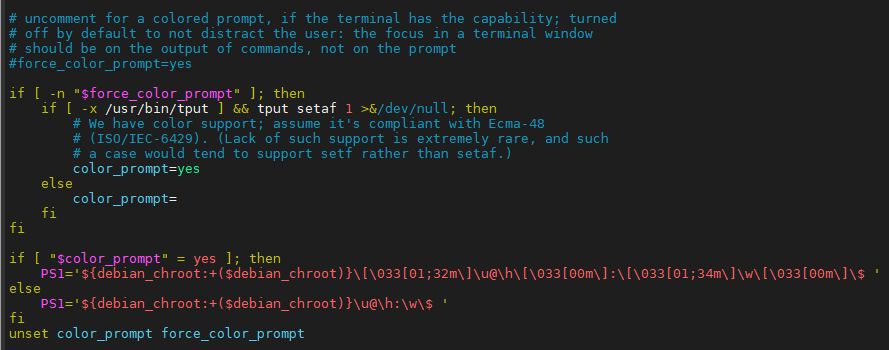 # uncomment for a colored prompt, if the terminal has the capability; turned
# off by default to not distract the user: the focus in a terminal window
# should be on the output of commands, not on the prompt
#force_color_prompt=yes

if [ -n "$force_color_prompt" ]; then
    if [ -x /usr/bin/tput ] && tput setaf 1 >&/dev/null; then
        # We have color support; assume it's compliant with Ecma-48
        # (ISO/IEC-6429). (Lack of such support is extremely rare, and such
        # a case would tend to support setf rather than setaf.)
        color_prompt=yes
    else
        color_prompt=
    fi
fi

if [ "$color_prompt" = yes ]; then
    PS1='${debian_chroot:+($debian_chroot)}\[\033[01;32m\]\u@\h\[\033[00m\]:\[\033[01;34m\]\w\[\033[00m\]\$ '
else
    PS1='${debian_chroot:+($debian_chroot)}\u@\h:\w\$ '
fi
unset color_prompt force_color_prompt